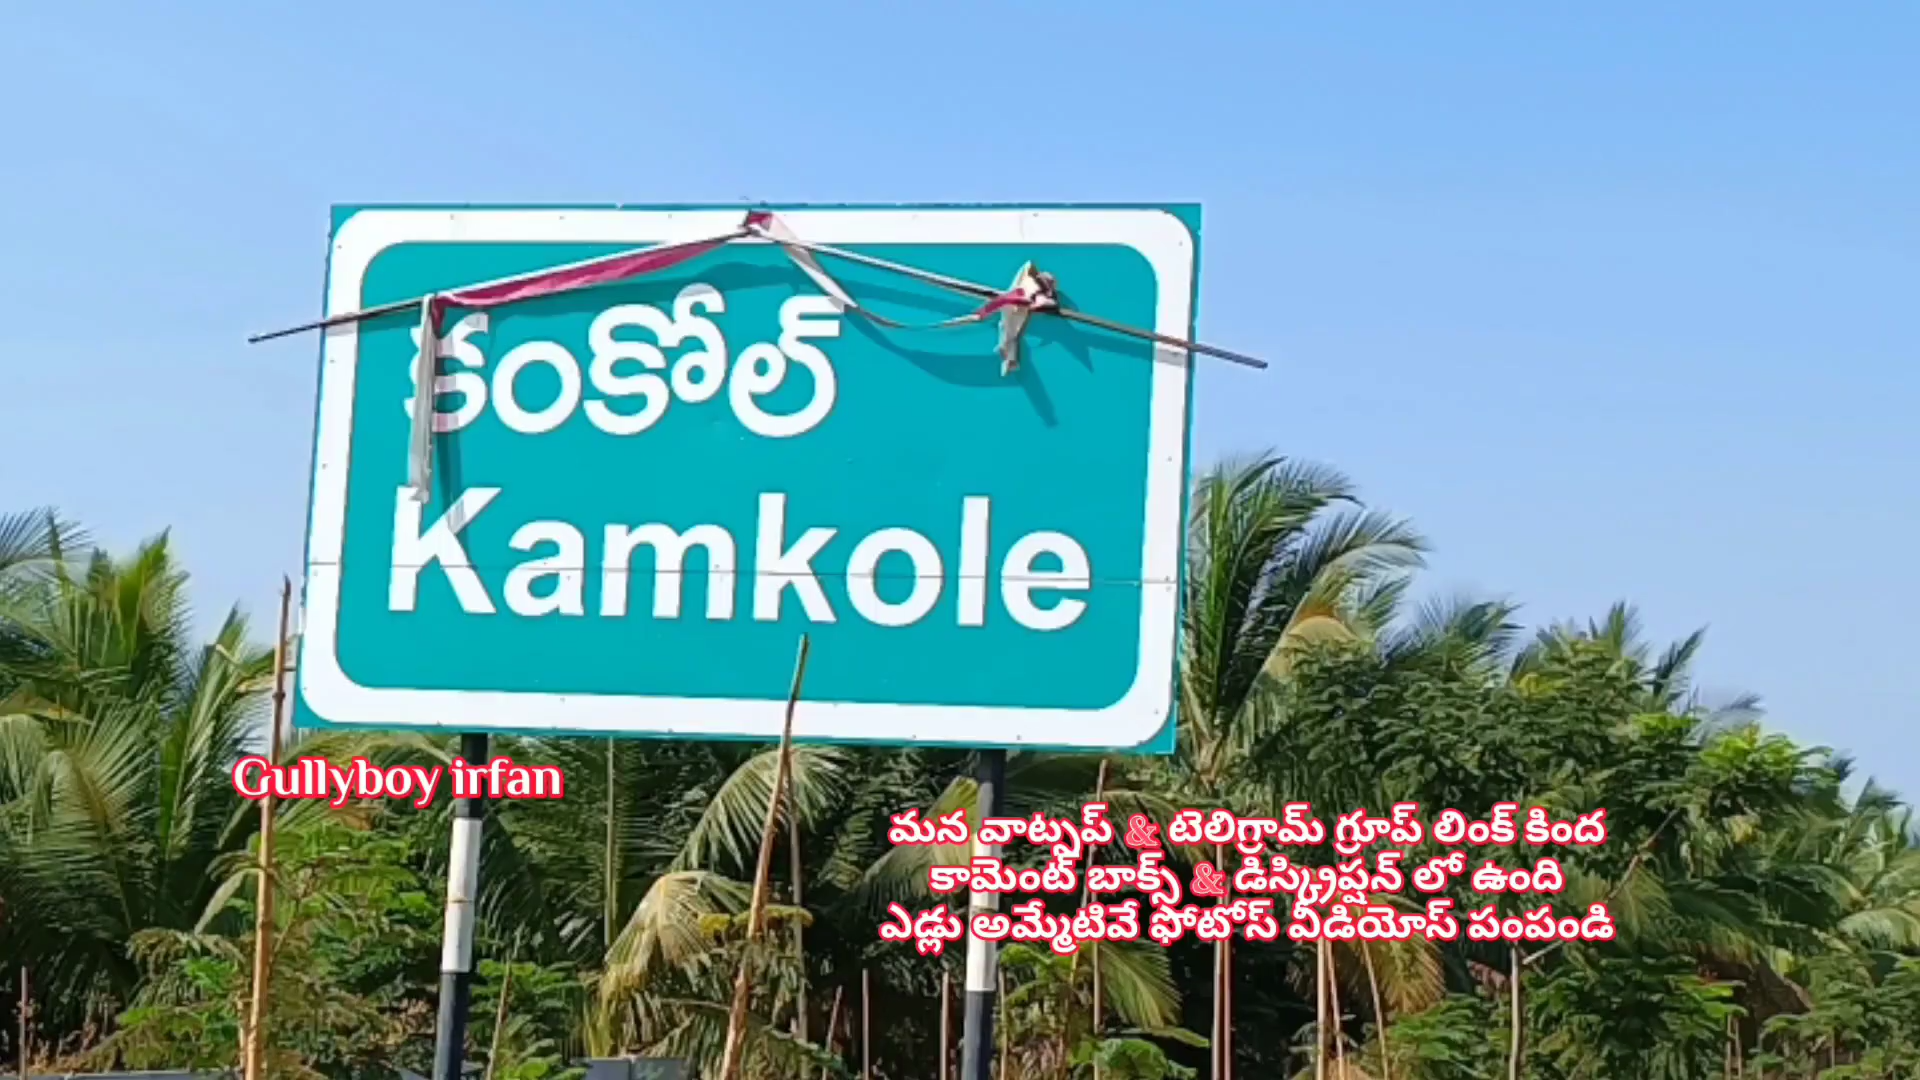 కంకోల్
Kamkole
Gullyboy irfan
మన వాట్సప్ & టెలిగ్రామ్ గ్రూప్ లింక్ కింద
కామెంట్ బాక్స్ & డిస్క్రిప్షన్ లో ఉంది
ఎడ్లు అమ్మేటివే ఫోటోస్ వీడియోస్ పంపండి